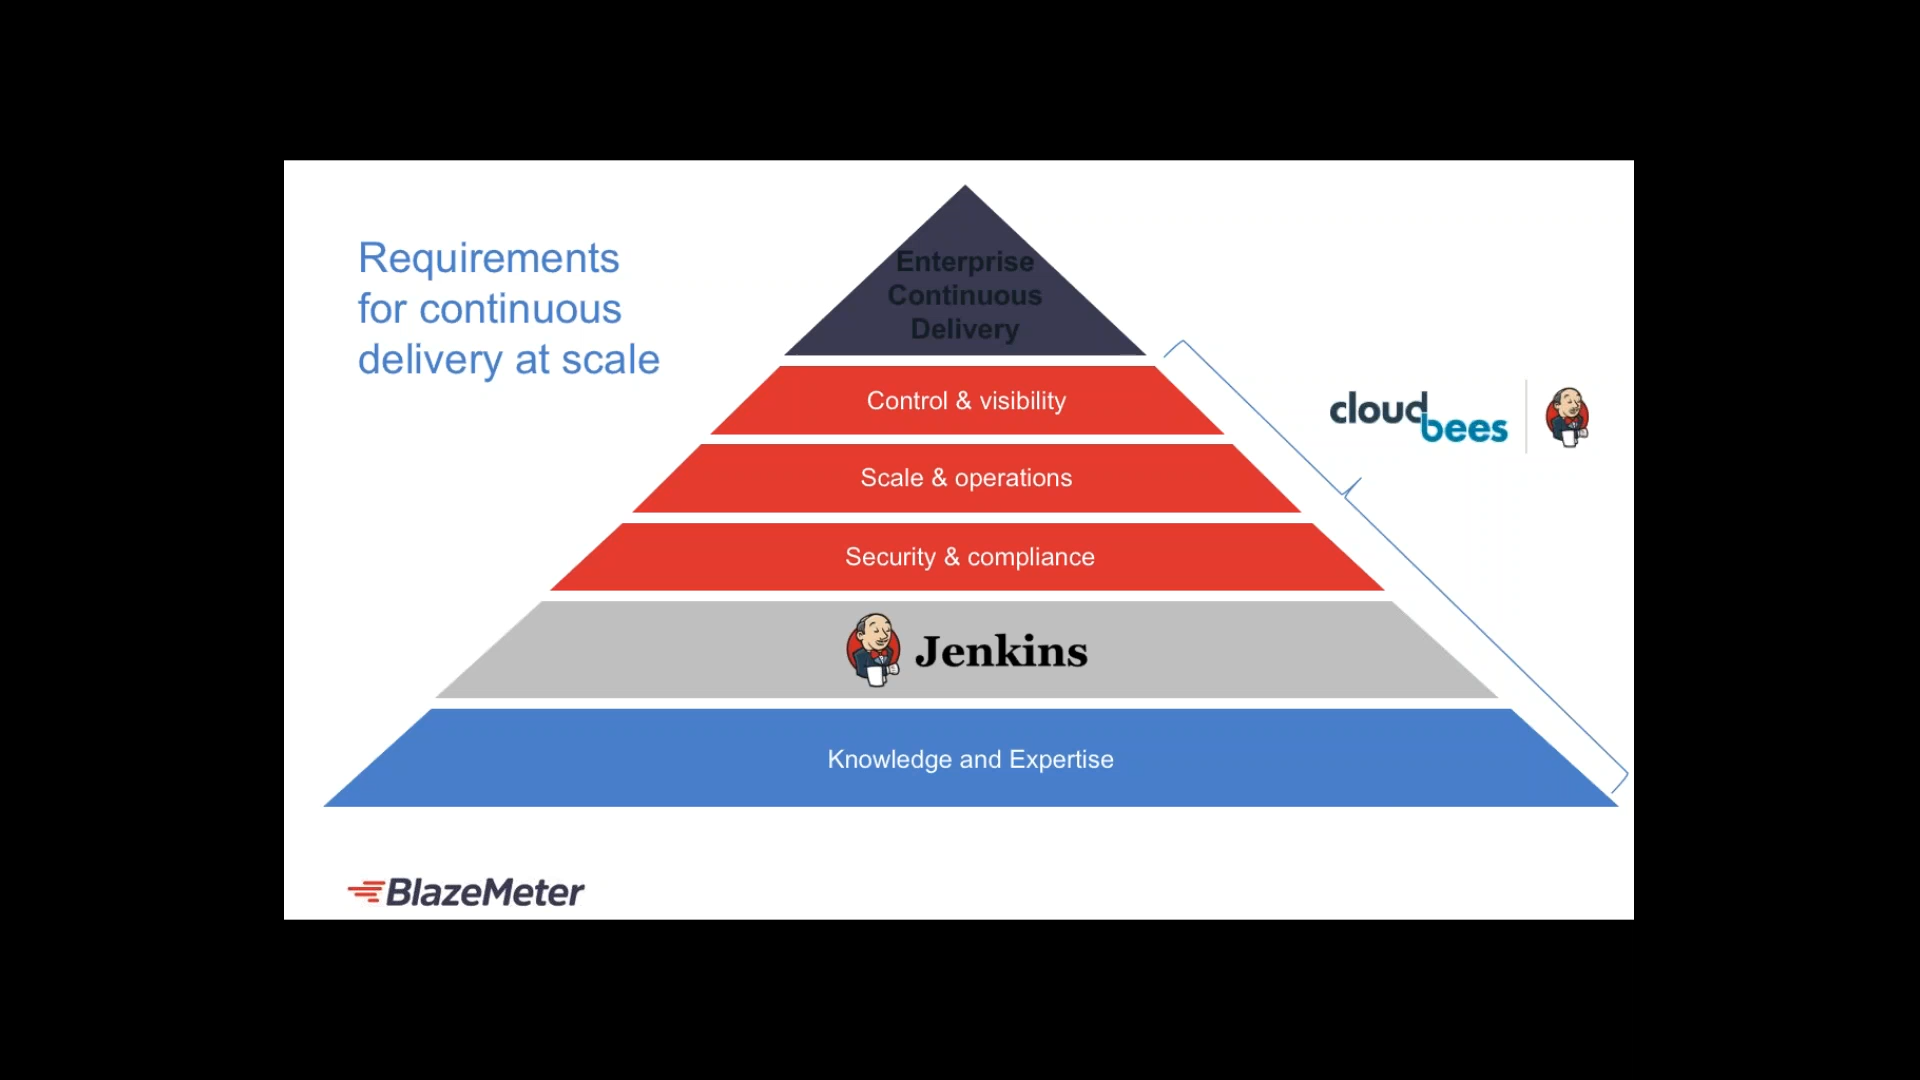 Requirements
for continuous
delivery at scale
Enterprise
Continuous
Delivery
Control & visibility
Scale & operations
Security & compliance
Jenkins
Knowledge and Expertise
cloudbees
BlazeMeter